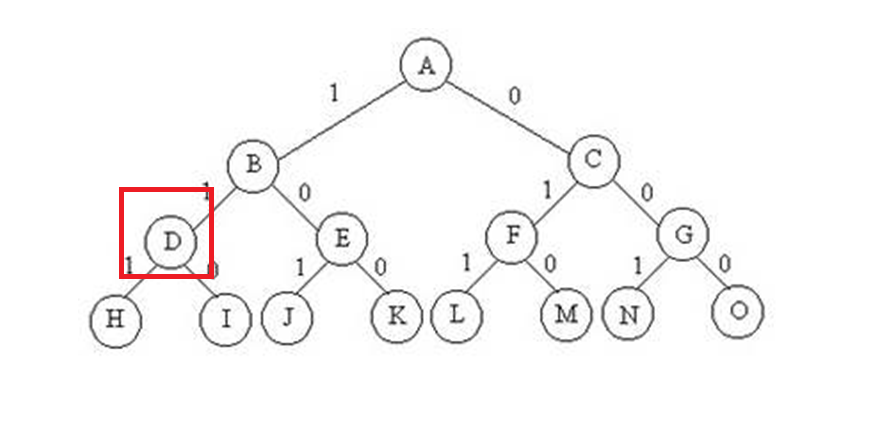 A
1 0
B C
1 0 1 0
D E F G
1 0 1 0 1 0 1 0
H I J K L M N O